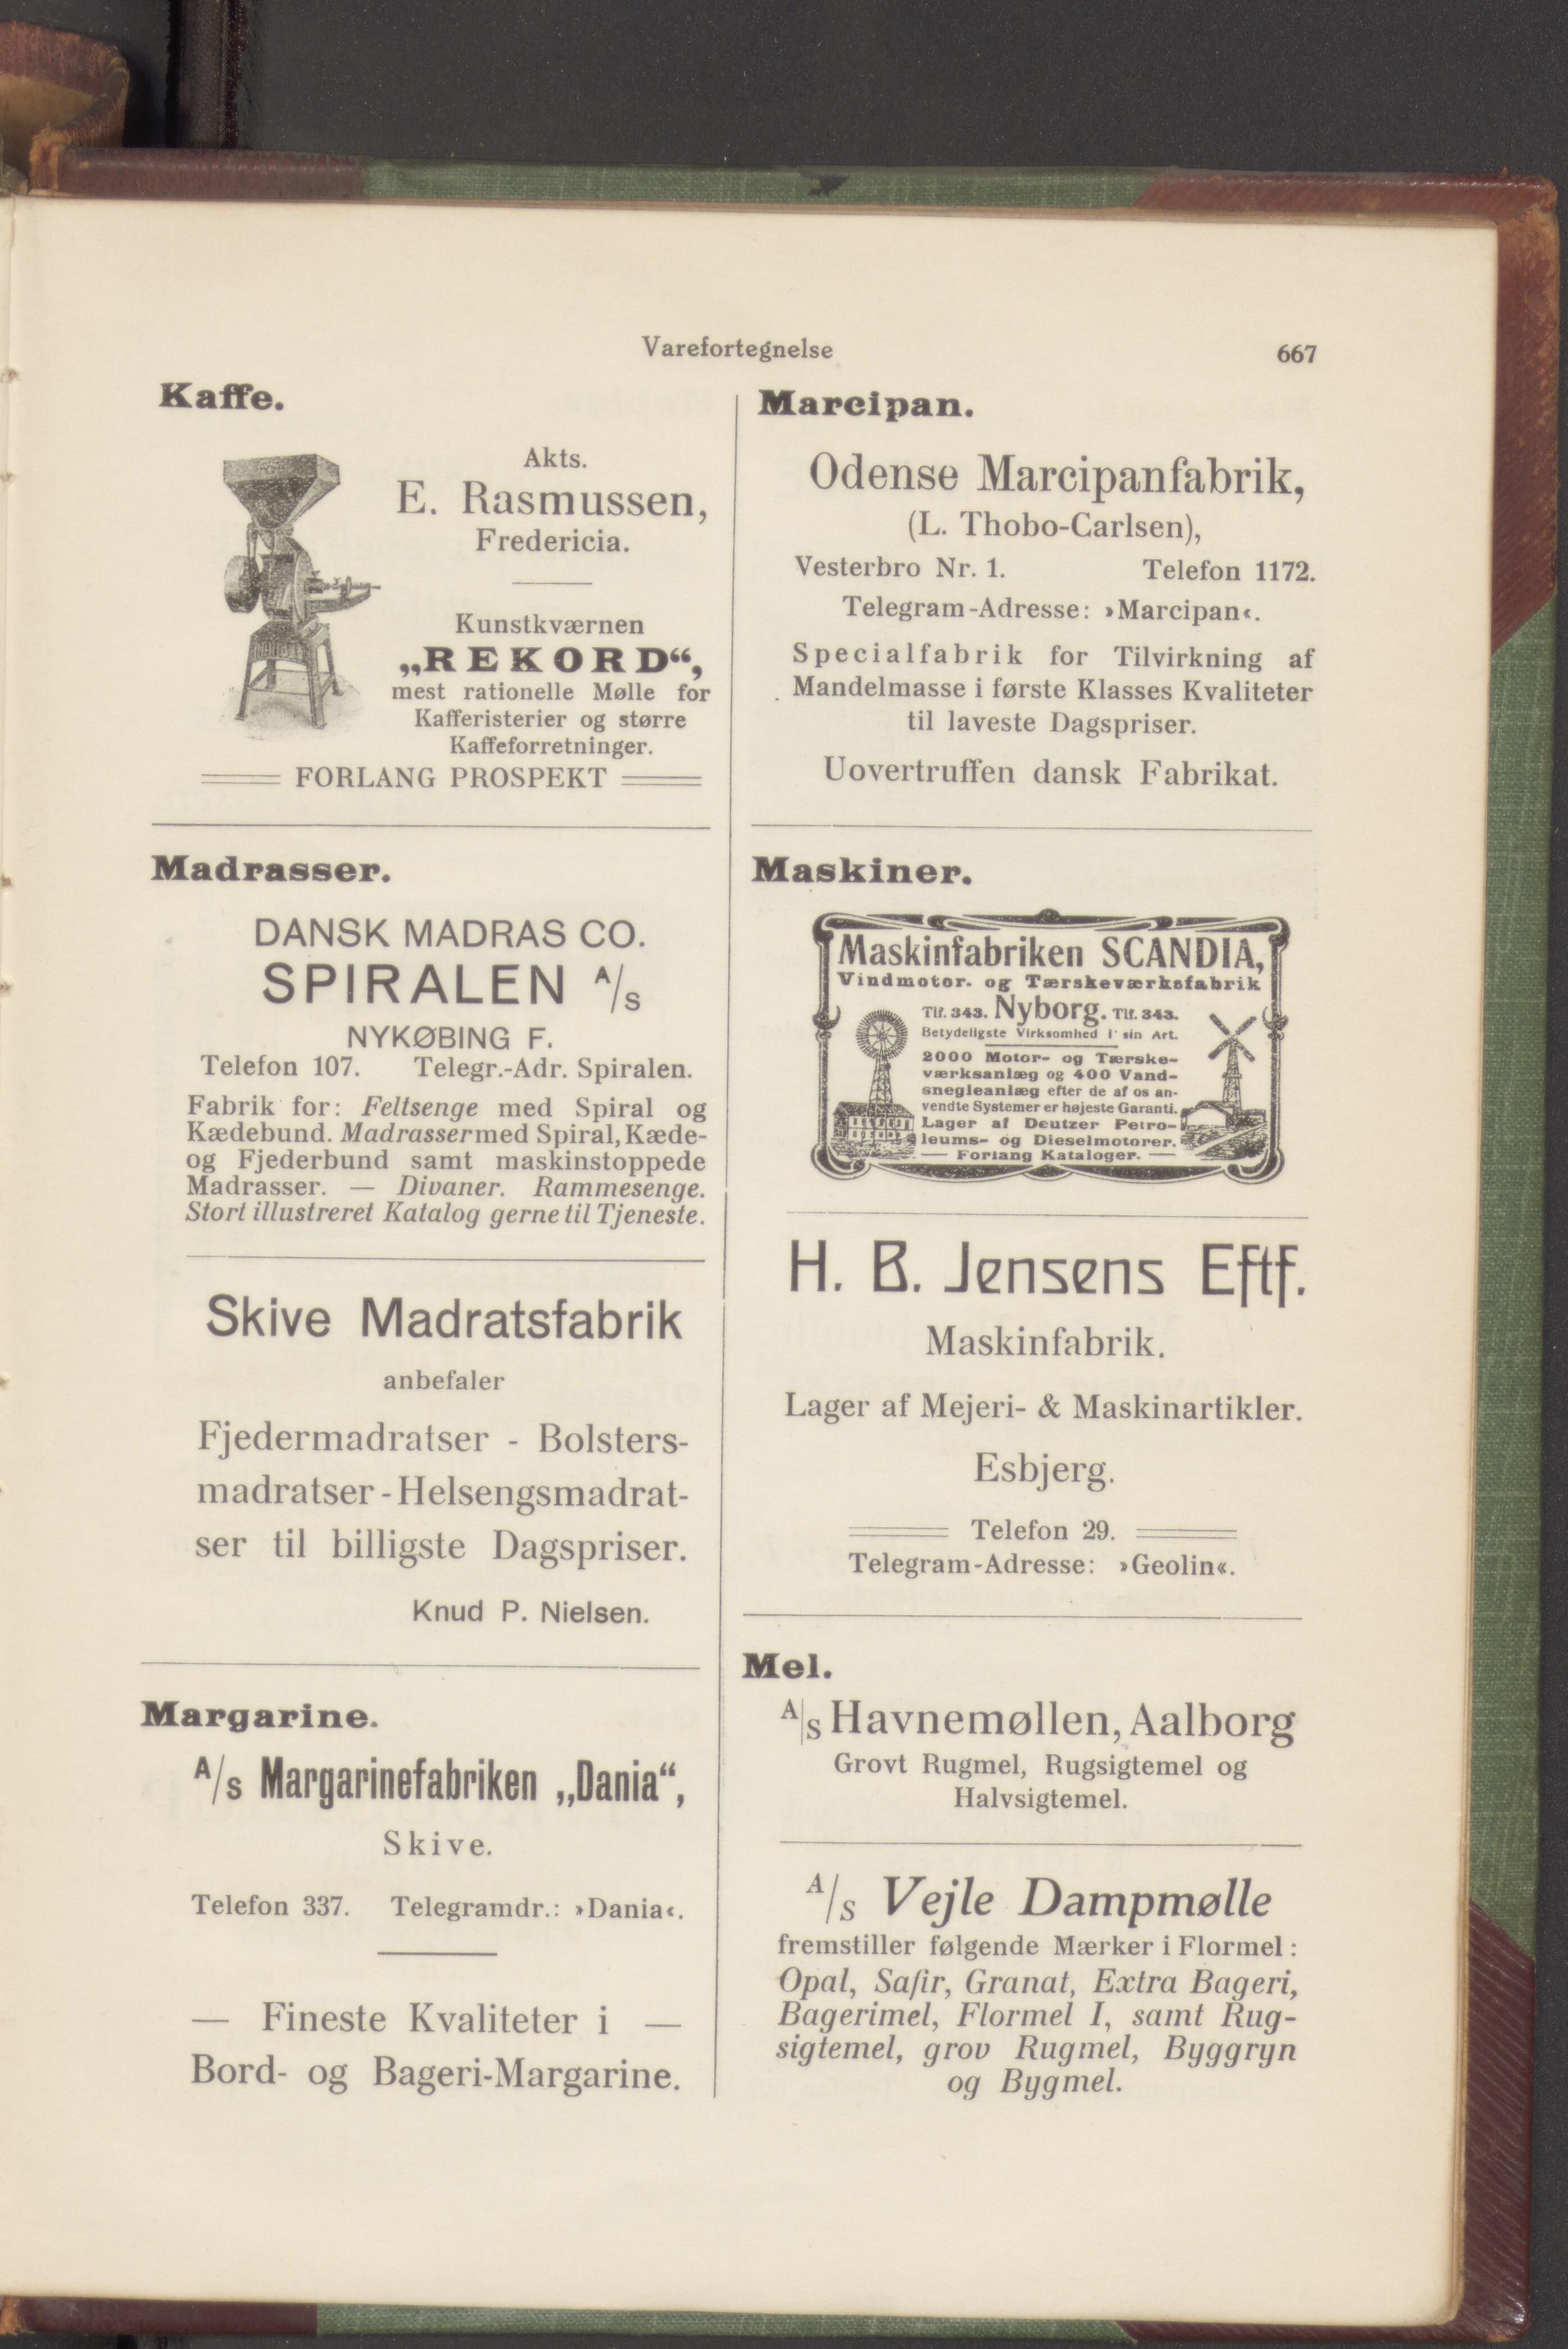 Varefortegnelse
667
Kaffe.
Akts.
E. Rasmussen,
Fredericia.
Kunstkværnen
„REKORD“,
mest rationelle Mølle for
Kafferisterier og større
Kaffeforretninger.
FORLANG PROSPEKT
Madrasser.
DANSK MADRAS CO.
SPIRALEN A/S
NYKØBING F.
Telefon 107. Telegr.-Adr. Spiralen.
Fabrik for: Feltsenge med Spiral og
Kædebund. Madrasser med Spiral, Kæde-
og Fjederbund samt maskinstoppede
Madrasser. — Divaner. Rammesenge.
Stort illustreret Katalog gerne til Tjeneste.
Skive Madratsfabrik
anbefaler
Fjedermadratser - Bolsters-
madratser - Helsengsmadrat-
ser til billigste Dagspriser.
Knud P. Nielsen.
Margarine.
A/S Margarinefabriken „Dania“,
Skive.
Telefon 337. Telegramdr.: »Dania«.
— Fineste Kvaliteter i —
Bord- og Bageri-Margarine.
Marcipan.
Odense Marcipanfabrik,
(L. Thobo-Carlsen),
Vesterbro Nr. 1. Telefon 1172.
Telegram-Adresse: »Marcipan«.
Specialfabrik for Tilvirkning af
Mandelmasse i første Klasses Kvaliteter
til laveste Dagspriser.
Uovertruffen dansk Fabrikat.
Maskiner.
Maskinfabriken SCANDIA,
Vindmotor- og Tærskeværksfabrik
Tlf. 343. Nyborg. Tlf. 343.
Betydeligste Virksomhed i sin Art.
2000 Motor- og Tærske-
værksanlæg og 400 Vand-
snegleanlæg efter de af os an-
vendte Systemer er højeste Garanti.
Lager af Deutzer Petro-
leums- og Dieselmotorer.
— Forlang Kataloger. —
H. B. Jensens Eftf.
Maskinfabrik.
Lager af Mejeri- & Maskinartikler.
Esbjerg.
Telefon 29.
Telegram-Adresse: »Geolin«.
Mel.
A/S Havnemøllen, Aalborg
Grovt Rugmel, Rugsigtemel og
Halvsigtemel.
A/S Vejle Dampmølle
fremstiller følgende Mærker i Flormel:
Opal, Safir, Granat, Extra Bageri,
Bagerimel, Flormel I, samt Rug-
sigtemel, grov Rugmel, Byggryn
og Bygmel.